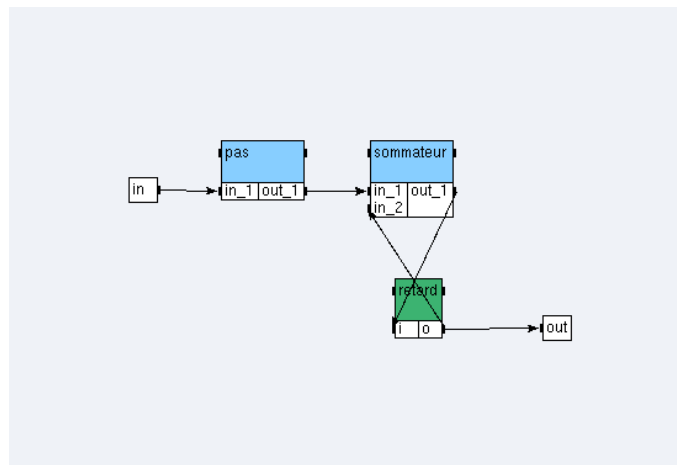 pas
sommateur
in
in_1 out_1
in_1 out_1
in_2
retard
i o
out